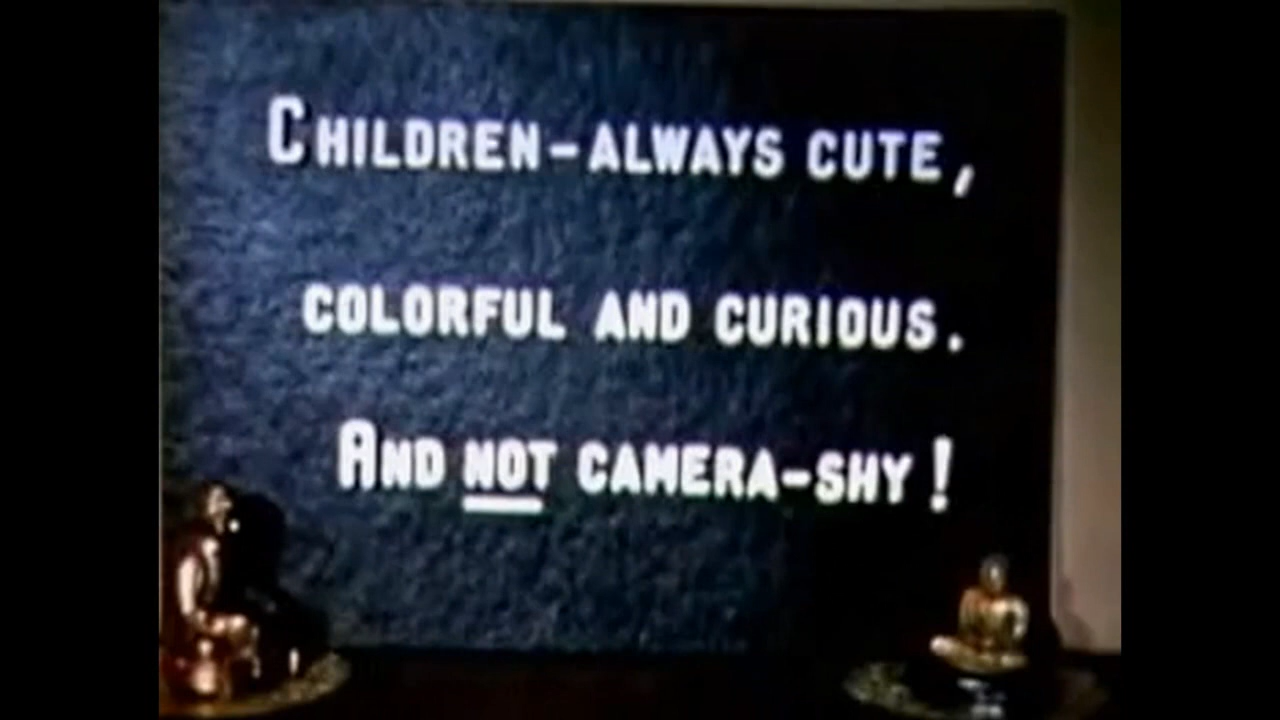 CHILDREN-ALWAYS CUTE,
COLORFUL AND CURIOUS.
AND NOT CAMERA-SHY!